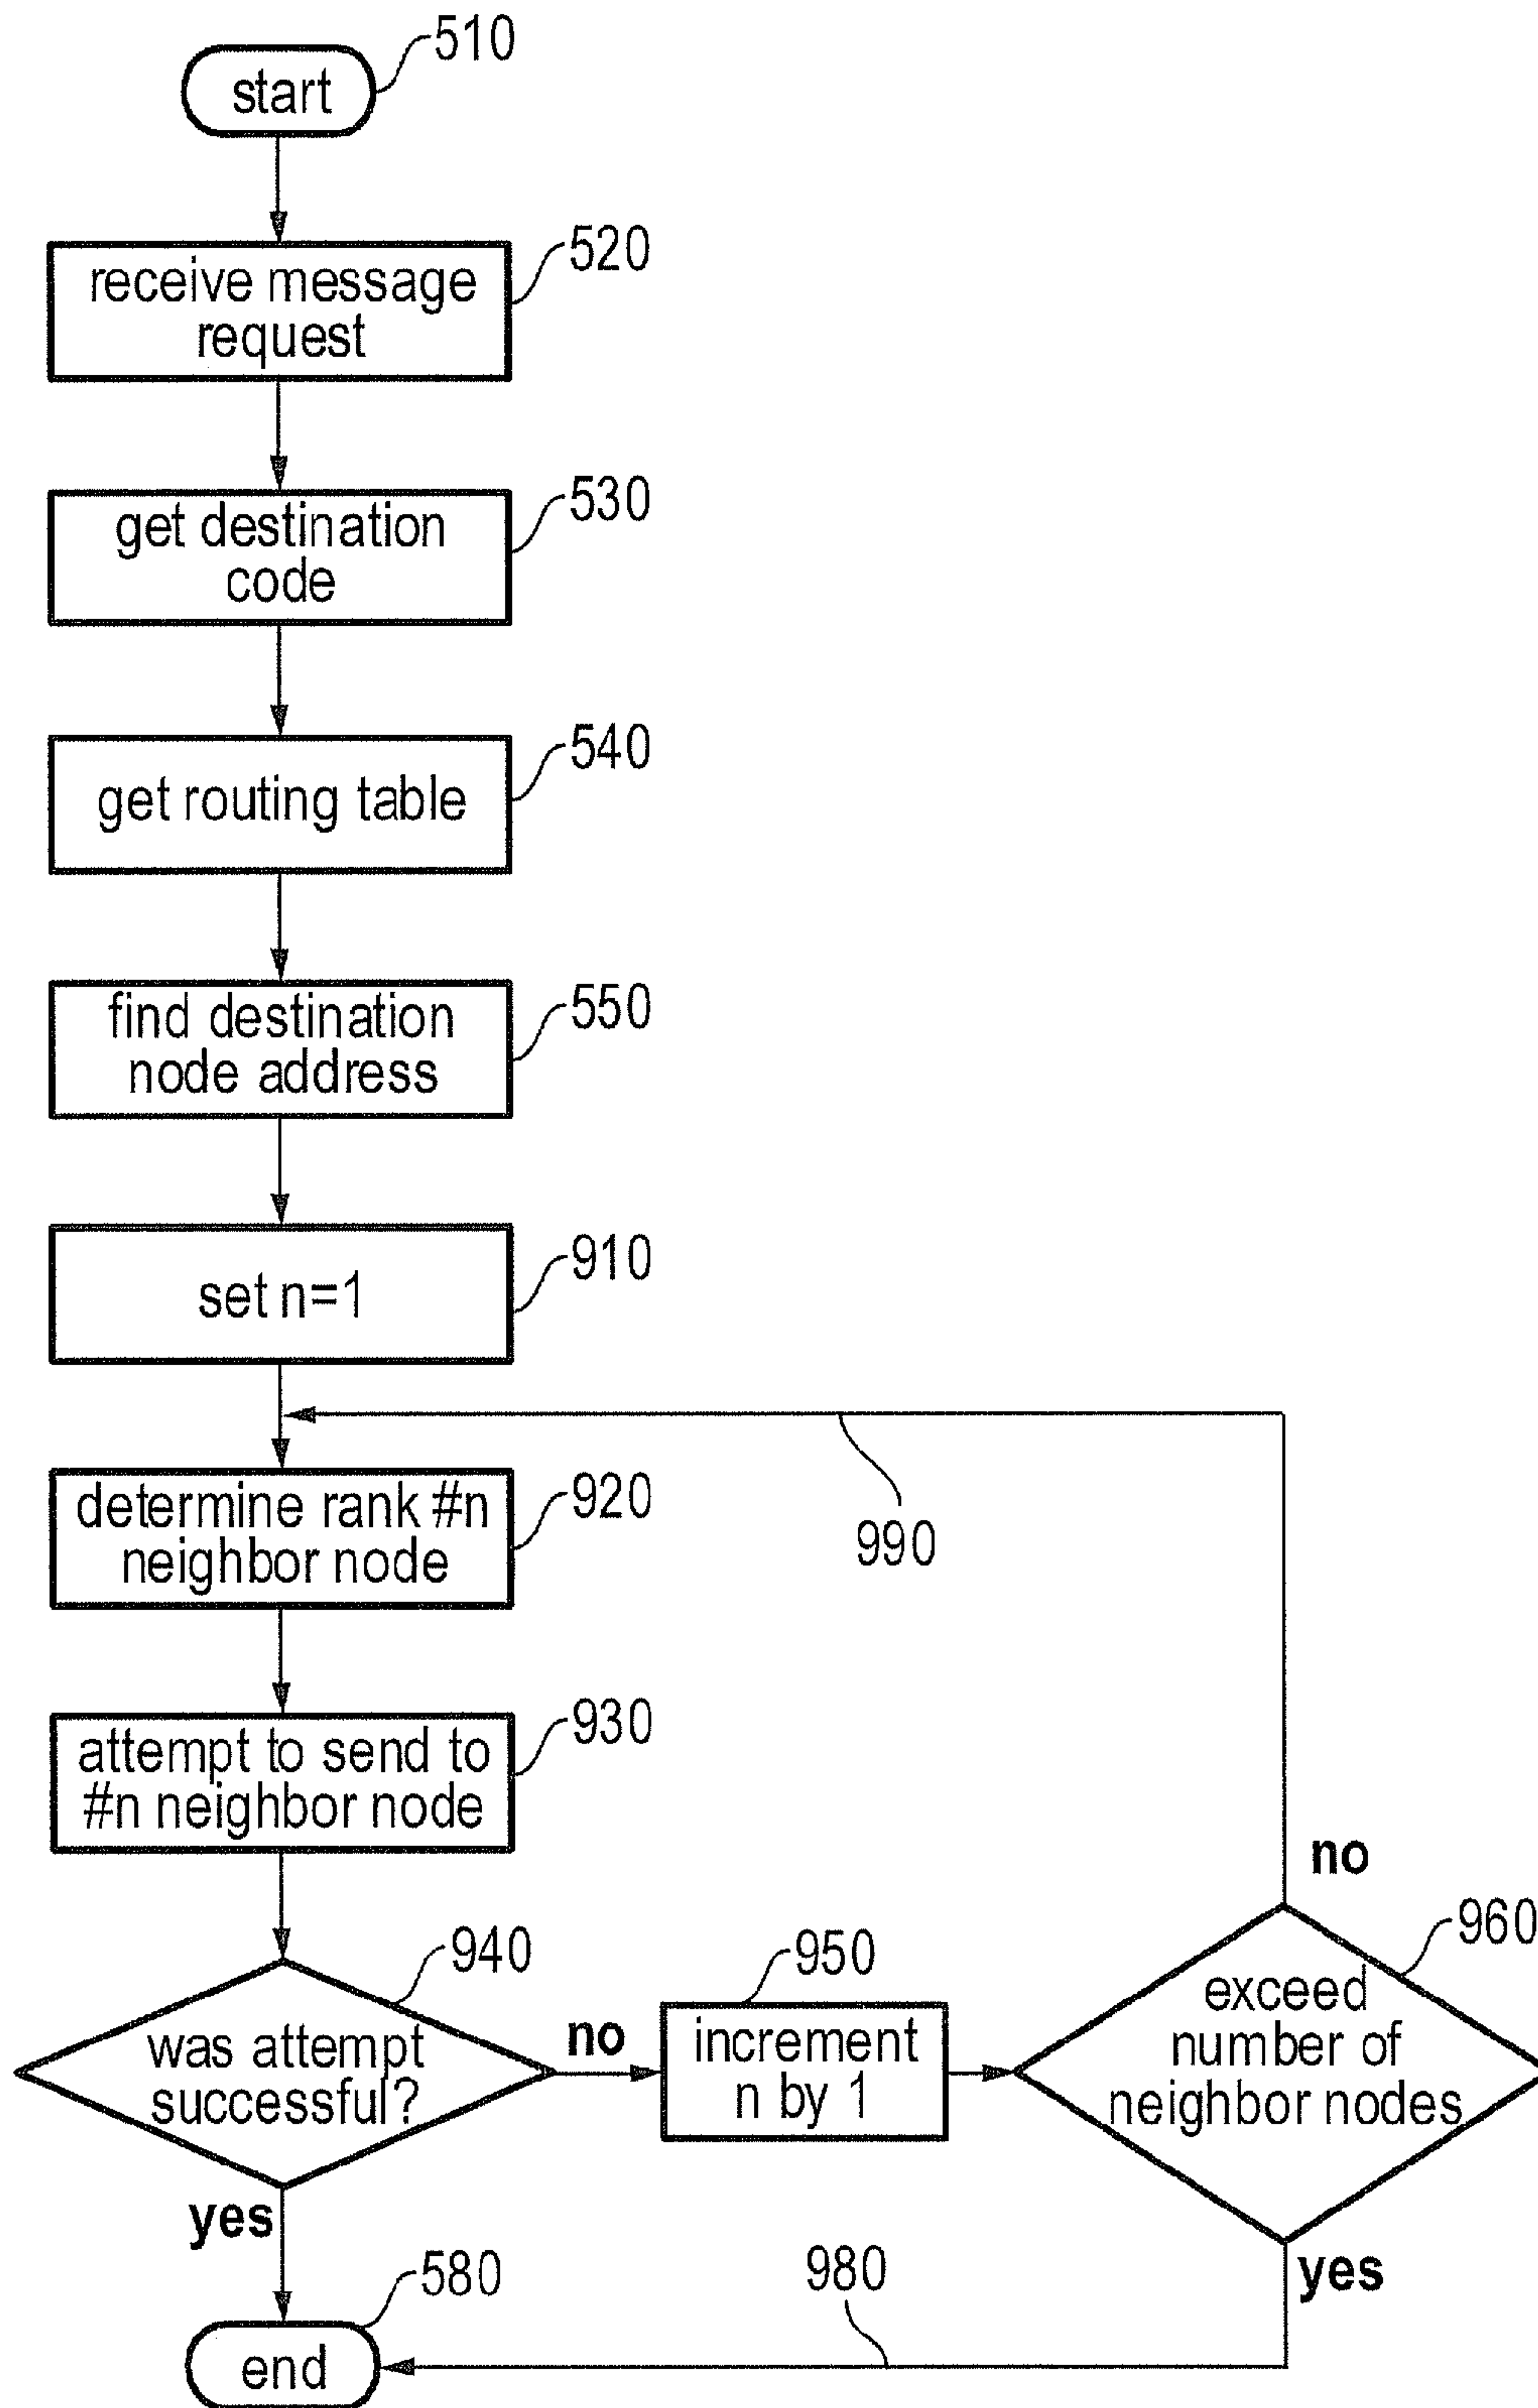 start
510
receive message
request
520
get destination
code
530
get routing table
540
find destination
node address
550
set n=1
910
990
determine rank #n
neighbor node
920
attempt to send to
#n neighbor node
930
was attempt
successful?
940
no
yes
increment
n by 1
950
exceed
number of
neighbor nodes
960
no
yes
980
end
580